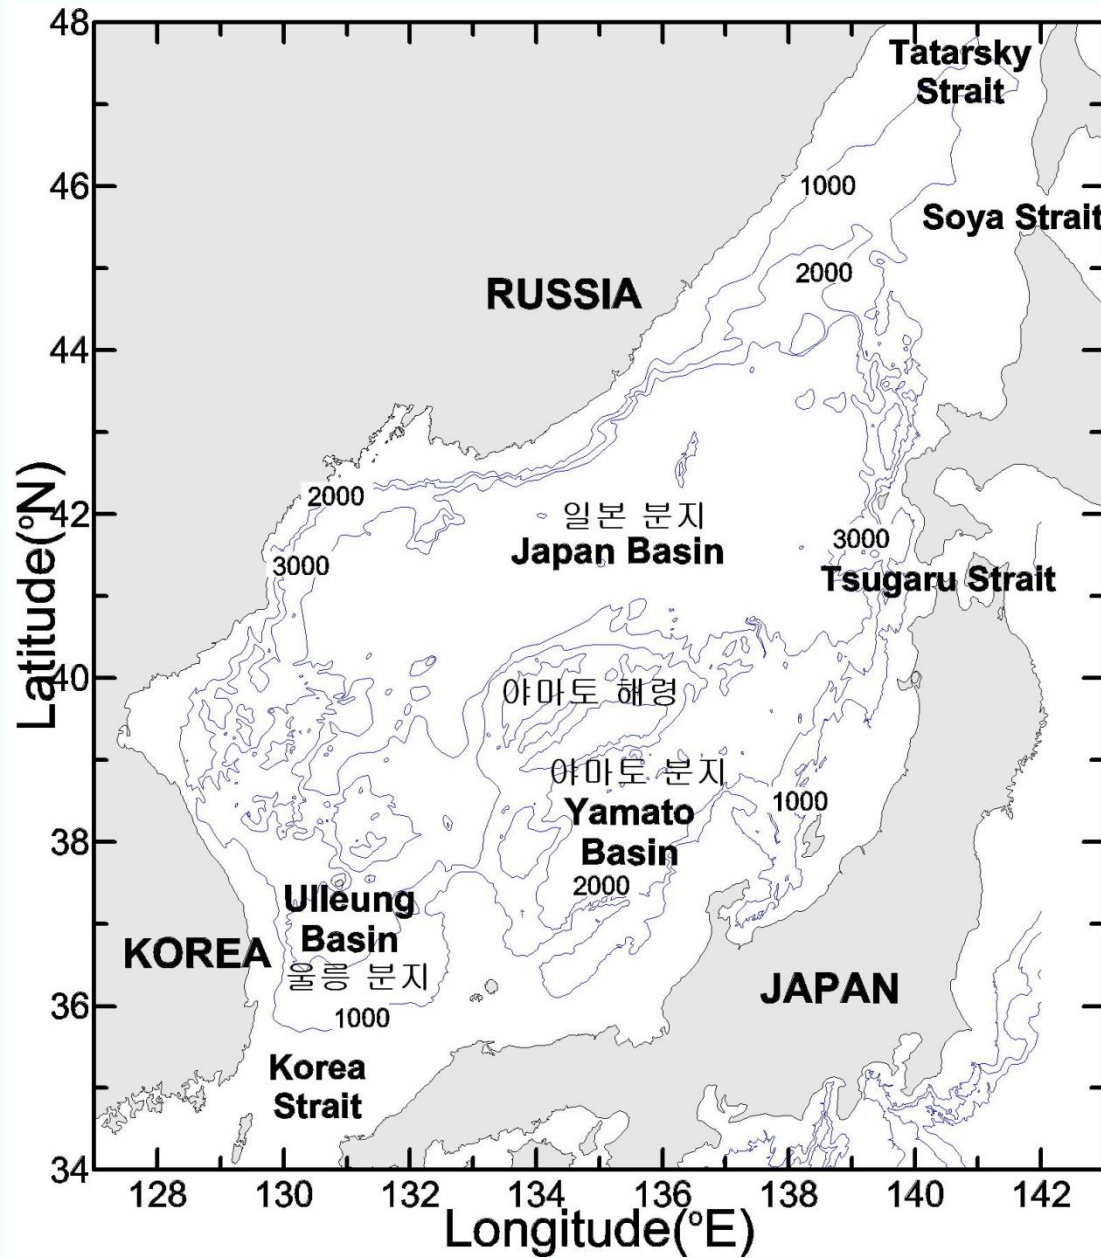 48
Tatarsky
Strait
46
1000
Soya Strait
2000
RUSSIA
44
2000
42
일본 분지
Japan Basin
3000
3000
Tsugaru Strait
Latitude(°N)
40
야마토 해령
야마토 분지
1000
Yamato
Basin
38
2000
Ulleung
Basin
KOREA
울릉 분지
JAPAN
36
1000
Korea
Strait
34
128 130 132 134 136 138 140 142
Longitude(°E)